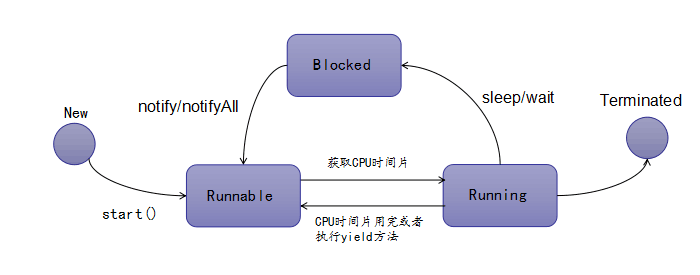 Blocked
notify/notifyAll
sleep/wait
New
Terminated
获取CPU时间片
Runnable
Running
start()
CPU时间片用完或者
执行yield方法